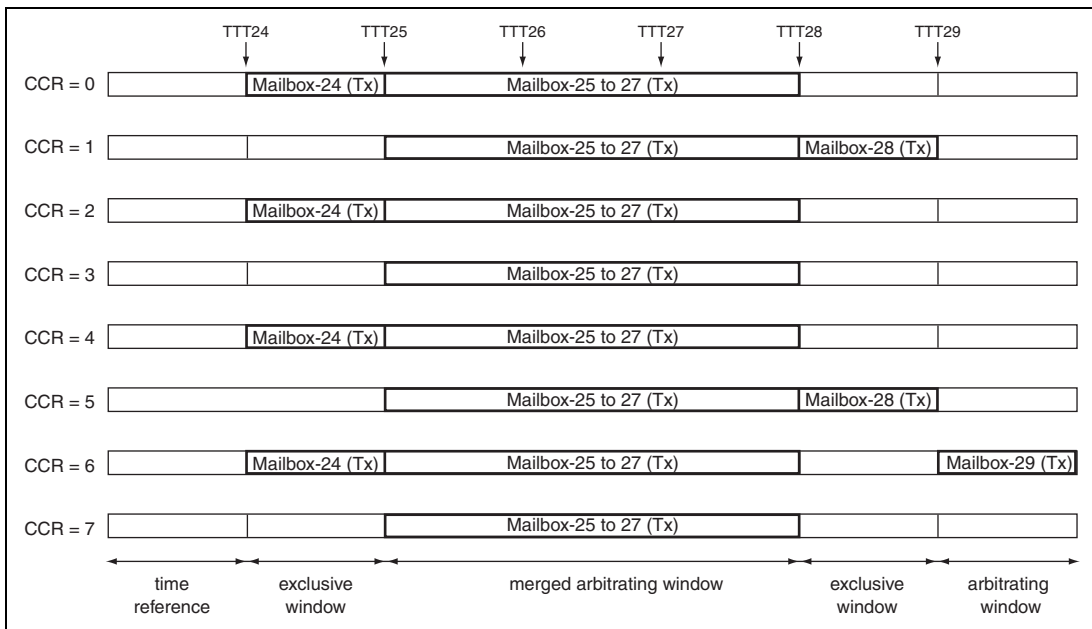 TTT24 TTT25 TTT26 TTT27 TTT28 TTT29
CCR = 0 Mailbox-24 (Tx) Mailbox-25 to 27 (Tx)
CCR = 1 Mailbox-25 to 27 (Tx) Mailbox-28 (Tx)
CCR = 2 Mailbox-24 (Tx) Mailbox-25 to 27 (Tx)
CCR = 3 Mailbox-25 to 27 (Tx)
CCR = 4 Mailbox-24 (Tx) Mailbox-25 to 27 (Tx)
CCR = 5 Mailbox-25 to 27 (Tx) Mailbox-28 (Tx)
CCR = 6 Mailbox-24 (Tx) Mailbox-25 to 27 (Tx) Mailbox-29 (Tx)
CCR = 7 Mailbox-25 to 27 (Tx)
time exclusive merged arbitrating window exclusive arbitrating
reference window window window